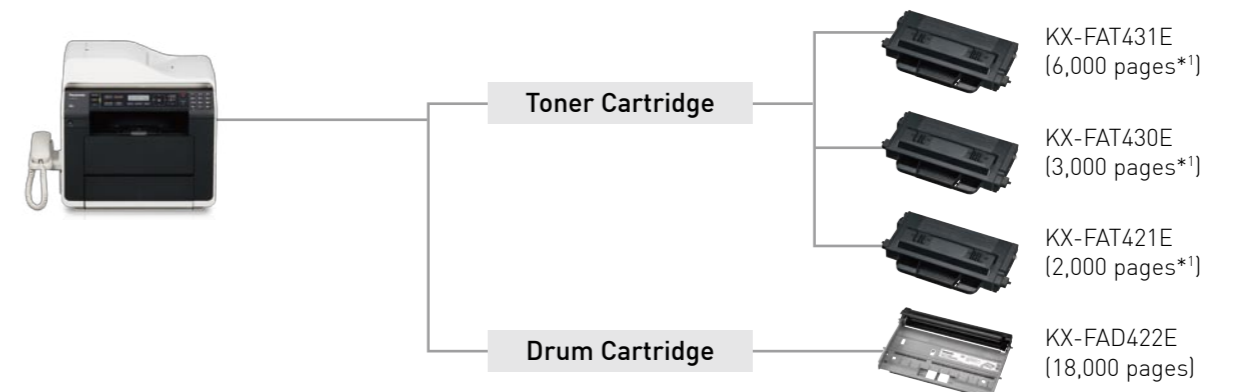 Toner Cartridge
KX-FAT431E
(6,000 pages*¹)
KX-FAT430E
(3,000 pages*¹)
KX-FAT421E
(2,000 pages*¹)
Drum Cartridge
KX-FAD422E
(18,000 pages)